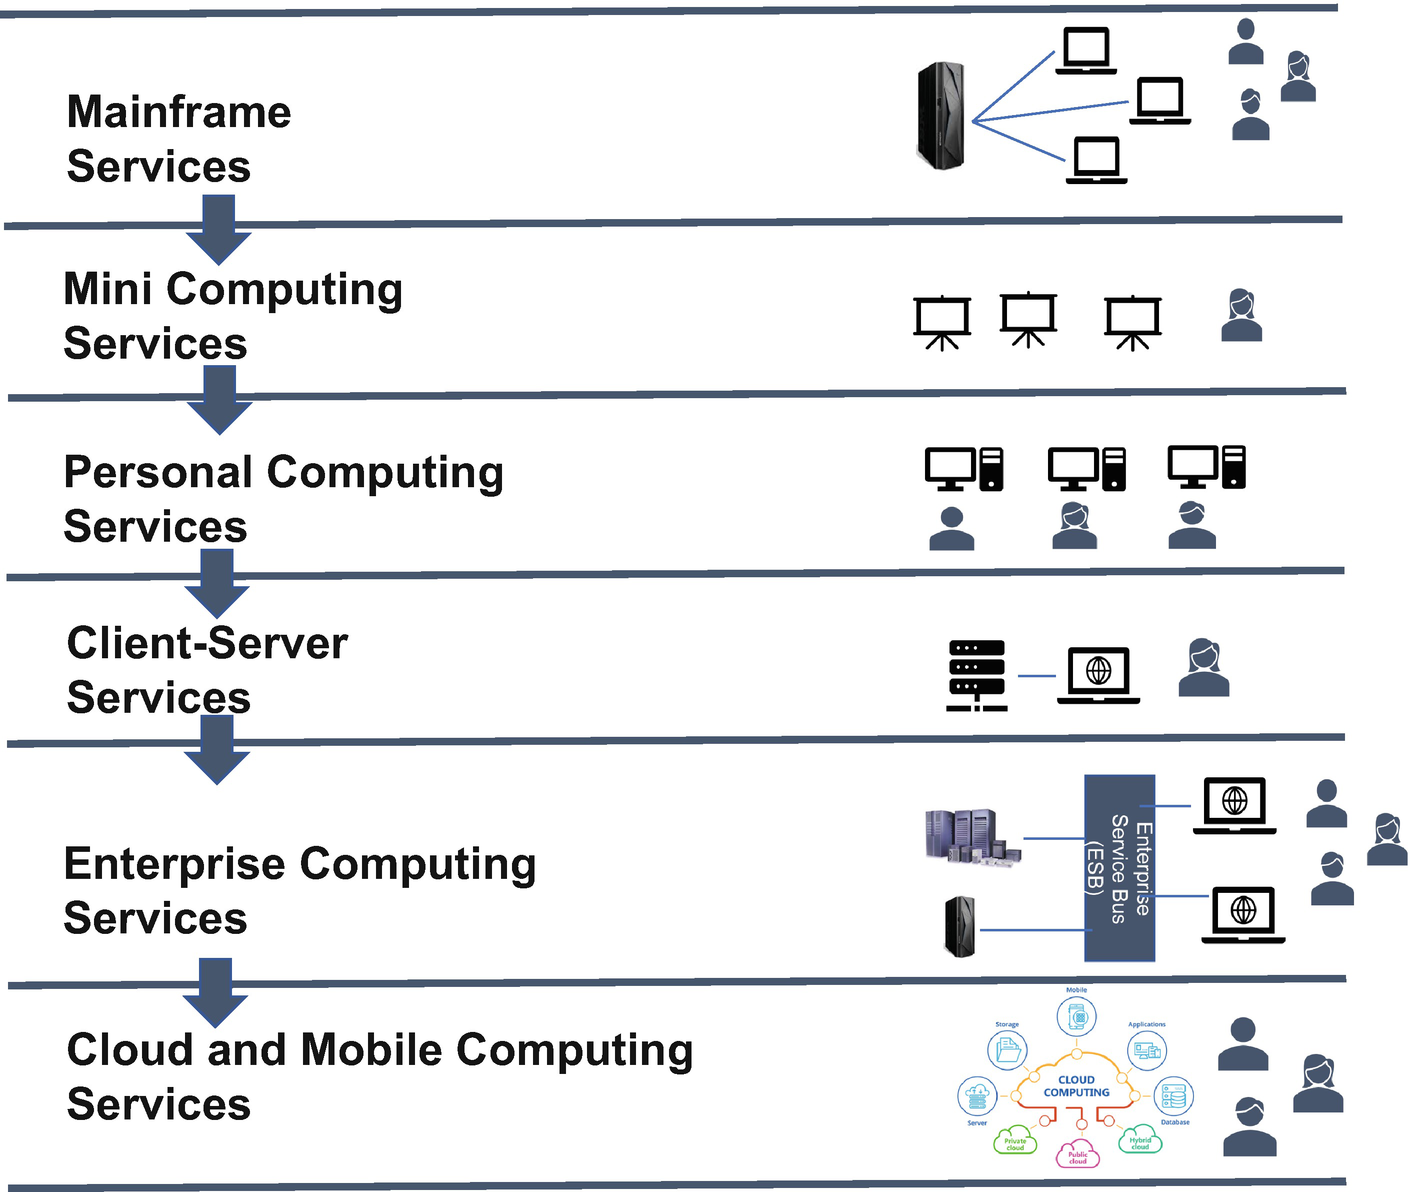 Mainframe
Services
Mini Computing
Services
Personal Computing
Services
Client-Server
Services
Enterprise Computing
Services
Enterprise
Service Bus
(ESB)
Cloud and Mobile Computing
Services
Mobile
Storage
Applications
CLOUD
COMPUTING
Server
Database
Private
cloud
Public
cloud
Hybrid
cloud